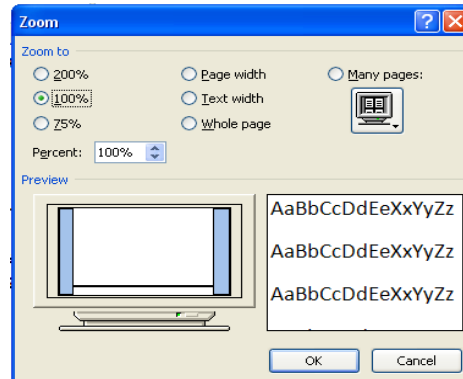 Zoom
Zoom to
200% Page width Many pages:
100% Text width
75% Whole page
Percent: 100%
Preview
AaBbCcDdEeXxYyZz
AaBbCcDdEeXxYyZz
AaBbCcDdEeXxYyZz
OK Cancel